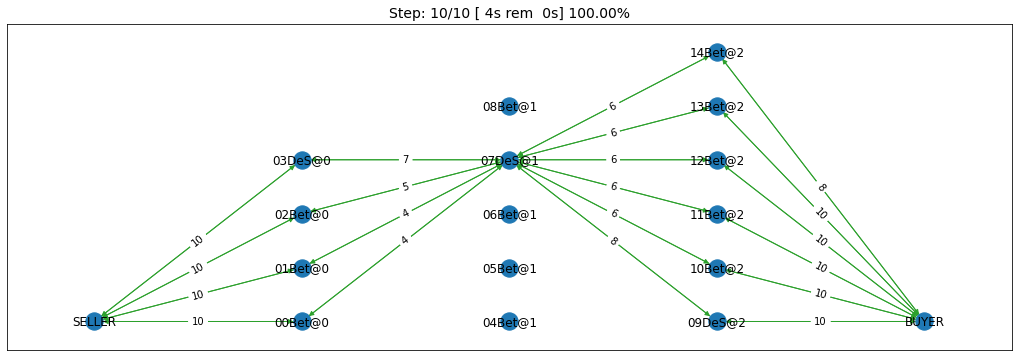 Step: 10/10 [ 4s rem  0s] 100.00%
14Bet@2
6
08Bet@1
13Bet@2
6
03DeS@0
7
07DeS@1
6
12Bet@2
8
5
6
02Bet@0
4
06Bet@1
6
11Bet@2
10
10
4
8
10
10
01Bet@0
05Bet@1
10Bet@2
10
10
10
SELLER
10
00Bet@0
04Bet@1
09DeS@2
10
BUYER